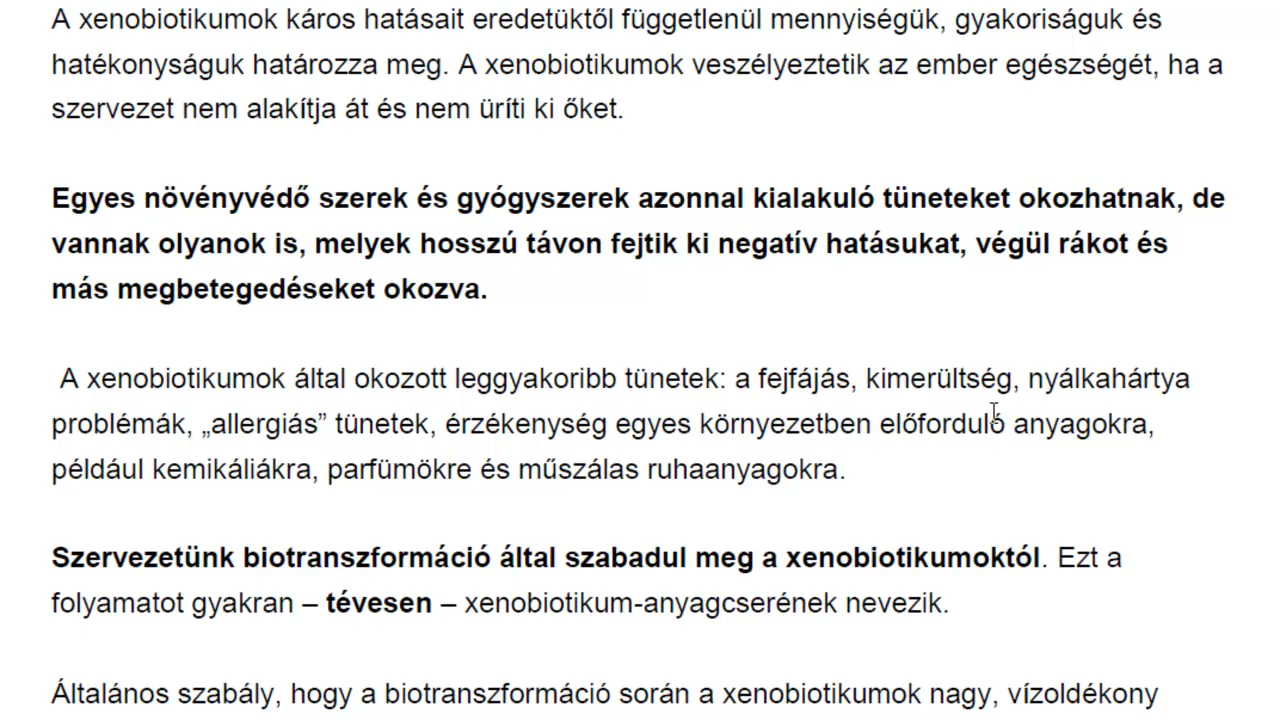 A xenobiotikumok káros hatásait eredetüktől függetlenül mennyiségük, gyakoriságuk és
hatékonyságuk határozza meg. A xenobiotikumok veszélyeztetik az ember egészségét, ha a
szervezet nem alakítja át és nem üríti ki őket.
Egyes növényvédő szerek és gyógyszerek azonnal kialakuló tüneteket okozhatnak, de
vannak olyanok is, melyek hosszú távon fejtik ki negatív hatásukat, végül rákot és
más megbetegedéseket okozva.
A xenobiotikumok által okozott leggyakoribb tünetek: a fejfájás, kimerültség, nyálkahártya
problémák, „allergiás” tünetek, érzékenység egyes környezetben előforduló anyagokra,
például kemikáliákra, parfümökre és műszálas ruhaanyagokra.
Szervezetünk biotranszformáció által szabadul meg a xenobiotikumoktól. Ezt a
folyamatot gyakran – tévesen – xenobiotikum-anyagcserének nevezik.
Általános szabály, hogy a biotranszformáció során a xenobiotikumok nagy, vízoldékony